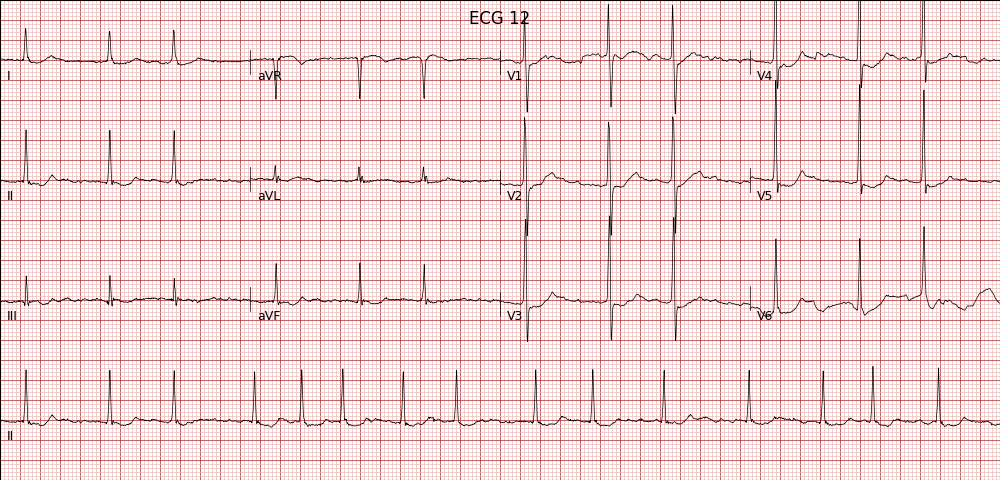 ECG 12
I aVR V1 V4
II aVL V2 V5
III aVF V3 V6
II